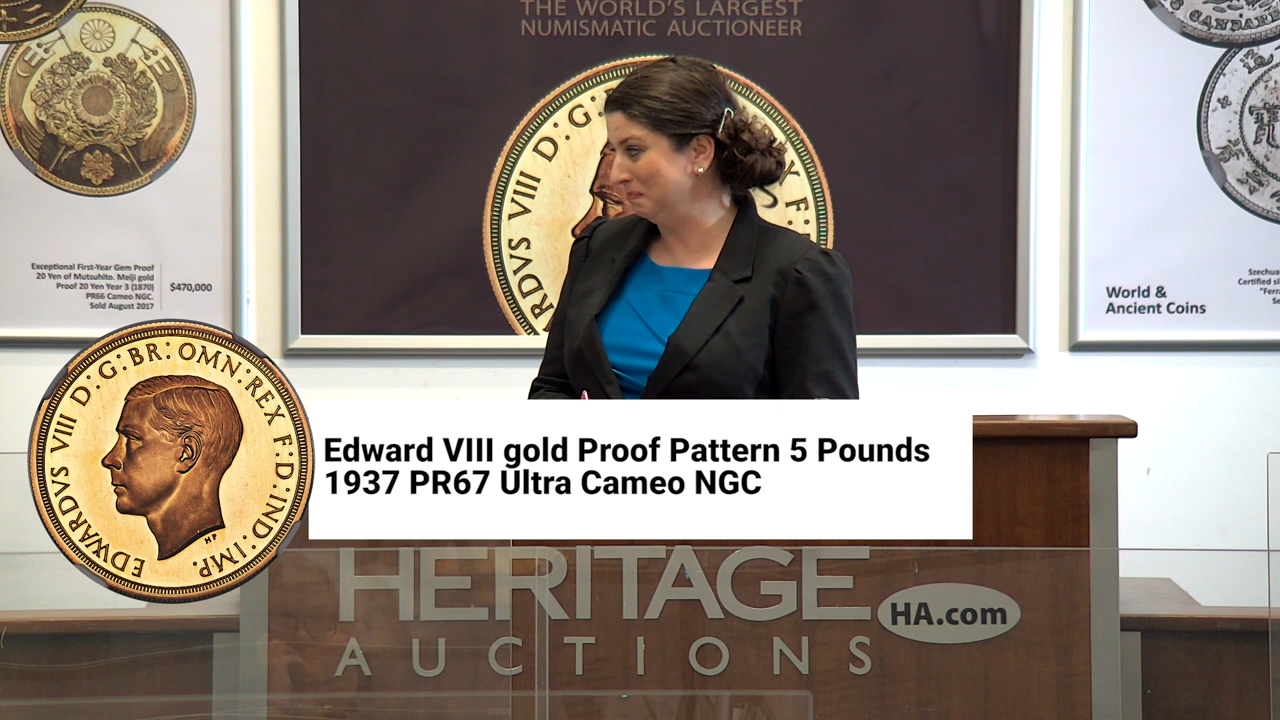 THE WORLD'S LARGEST
NUMISMATIC AUCTIONEER
Exceptional First-Year Gem Proof
20 Yen of Mutsuhito. Meiji gold
Proof 20 Yen Year 3 (1870)
PR66 Cameo NGC.
Sold August 2017
$470,000
World &
Ancient Coins
Certified
EDWARDVS VIII D:G:BR:OMN:REX F:D:IND:IMP.
HP
Edward VIII gold Proof Pattern 5 Pounds
1937 PR67 Ultra Cameo NGC
HERITAGE
AUCTIONS
HA.com